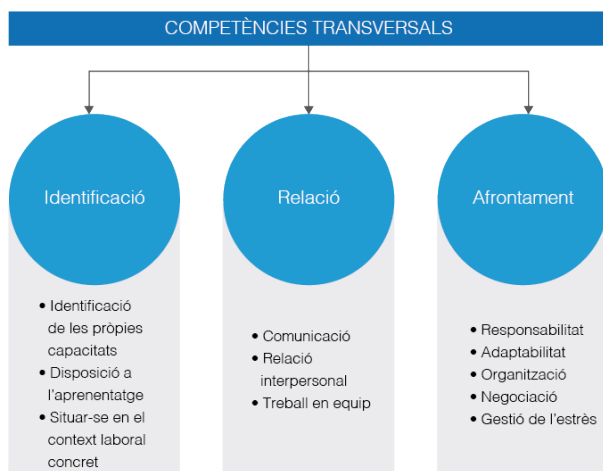 COMPETÈNCIES TRANSVERSALS
Identificació
• Identificació
de les pròpies
capacitats
• Disposició a
l'aprenentatge
• Situar-se en el
context laboral
concret
Relació
• Comunicació
• Relació
interpersonal
• Treball en equip
Afrontament
• Responsabilitat
• Adaptabilitat
• Organització
• Negociació
• Gestió de l'estrès